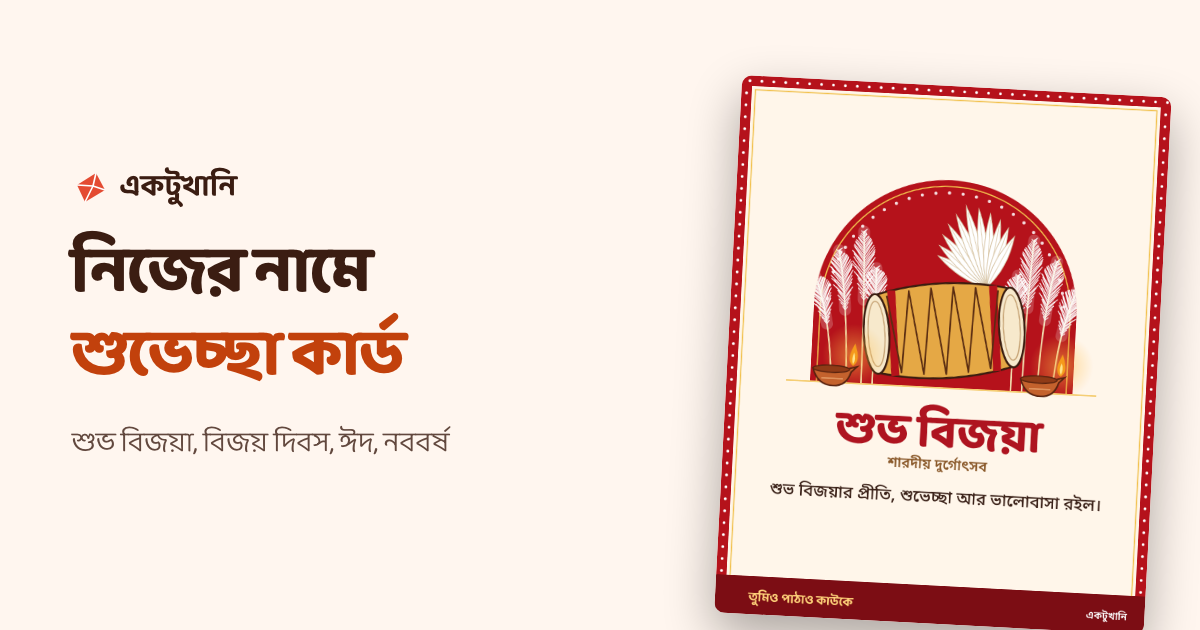 একটুখানি
নিজের নামে
শুভেচ্ছা কার্ড
শুভ বিজয়া, বিজয় দিবস, ঈদ, নববর্ষ
শুভ বিজয়া
শারদীয় দুর্গোৎসব
শুভ বিজয়ার প্রীতি, শুভেচ্ছা আর ভালোবাসা রইল।
তুমিও পাঠাও কাউকে
একটুখানি